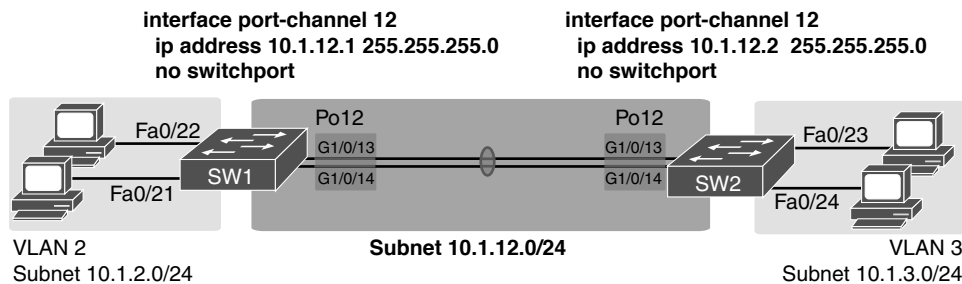 interface port-channel 12
ip address 10.1.12.1 255.255.255.0
no switchport
interface port-channel 12
ip address 10.1.12.2 255.255.255.0
no switchport
Fa0/22
Fa0/21
SW1
Po12
G1/0/13
G1/0/14
Po12
G1/0/13
G1/0/14
SW2
Fa0/23
Fa0/24
VLAN 2
Subnet 10.1.2.0/24
Subnet 10.1.12.0/24
VLAN 3
Subnet 10.1.3.0/24